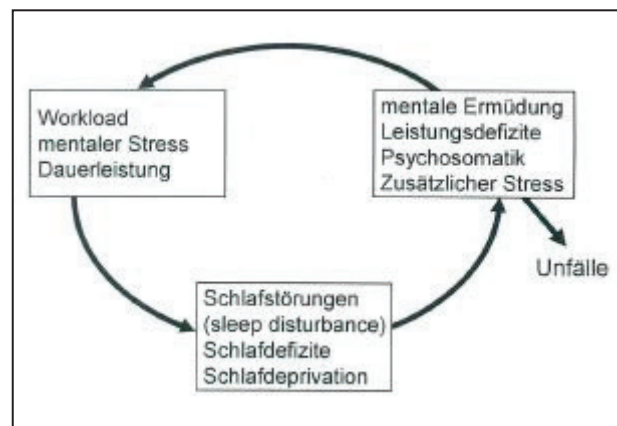 Workload
mentaler Stress
Dauerleistung
mentale Ermüdung
Leistungsdefizite
Psychosomatik
Zusätzlicher Stress
Unfälle
Schlafstörungen
(sleep disturbance)
Schlafdefizite
Schlafdeprivation